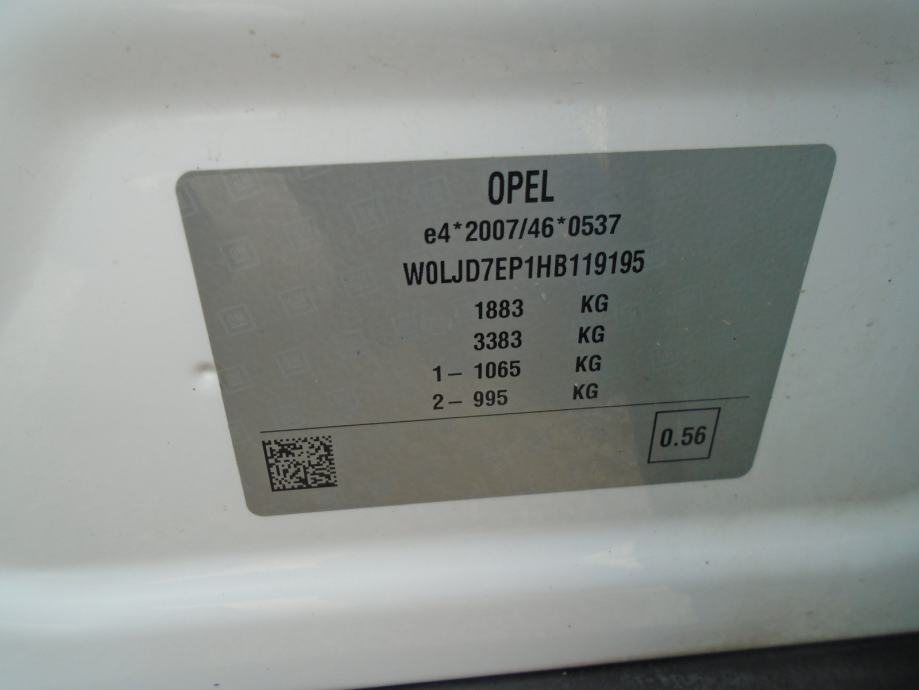 OPEL
e4*2007/46*0537
W0LJD7EP1HB119195
1883 KG
3383 KG
1- 1065 KG
2- 995 KG
0.56